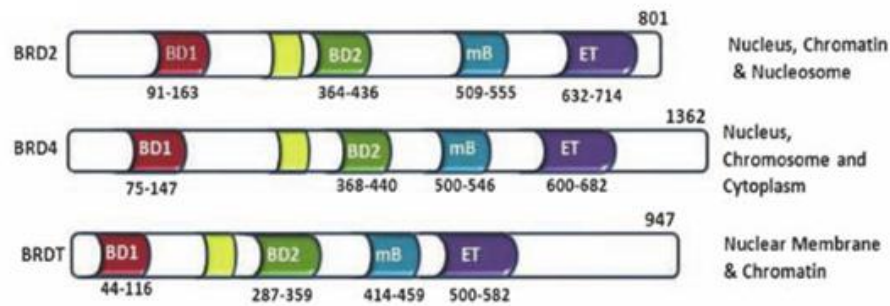 801
BRD2 BD1 BD2 mB ET Nucleus, Chromatin
& Nucleosome
91-163 364-436 509-555 632-714
1362
BRD4 BD1 BD2 mB ET Nucleus,
Chromosome and
Cytoplasm
75-147 368-440 500-546 600-682
947
BRDT BD1 BD2 mB ET Nuclear Membrane
& Chromatin
44-116 287-359 414-459 500-582